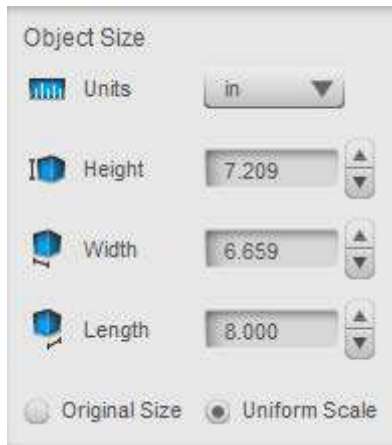 Object Size
Units in
Height 7.209
Width 6.659
Length 8.000
Original Size Uniform Scale